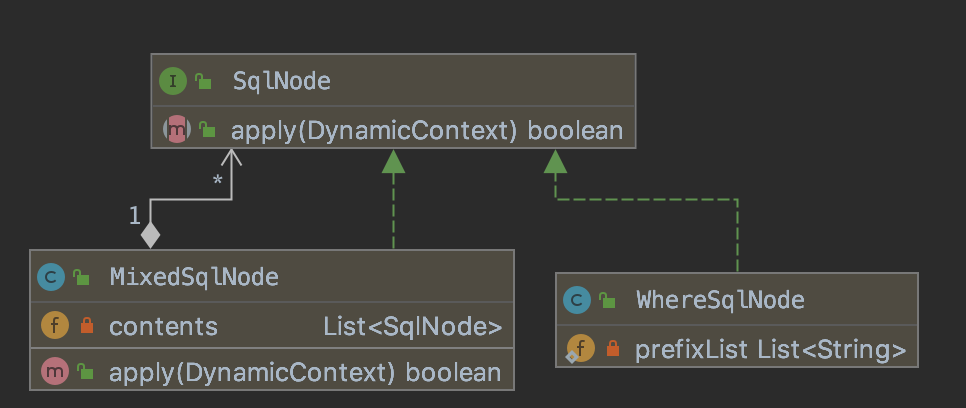 I SqlNode
m apply(DynamicContext) boolean
*
1
C MixedSqlNode
f contents List<SqlNode>
m apply(DynamicContext) boolean
C WhereSqlNode
f prefixList List<String>